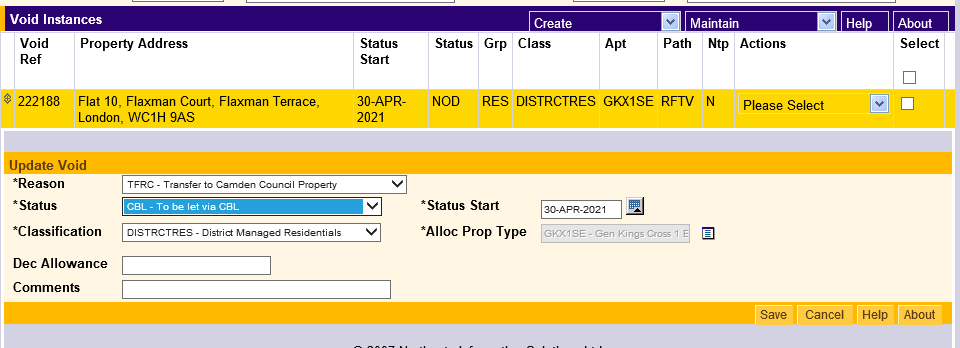 Void Instances
Create
Maintain
Help
About
Void Ref
Property Address
Status Start
Status
Grp
Class
Apt
Path
Ntp
Actions
Select
222188
Flat 10, Flaxman Court, Flaxman Terrace,
London, WC1H 9AS
30-APR-
2021
NOD
RES
DISTRCTRES
GKX1SE
RFTV
N
Please Select
Update Void
*Reason
TFRC - Transfer to Camden Council Property
*Status
CBL - To be let via CBL
*Status Start
30-APR-2021
*Classification
DISTRCTRES - District Managed Residentials
*Alloc Prop Type
GKX1SE - Gen Kings Cross 1 E
Dec Allowance
Comments
Save
Cancel
Help
About